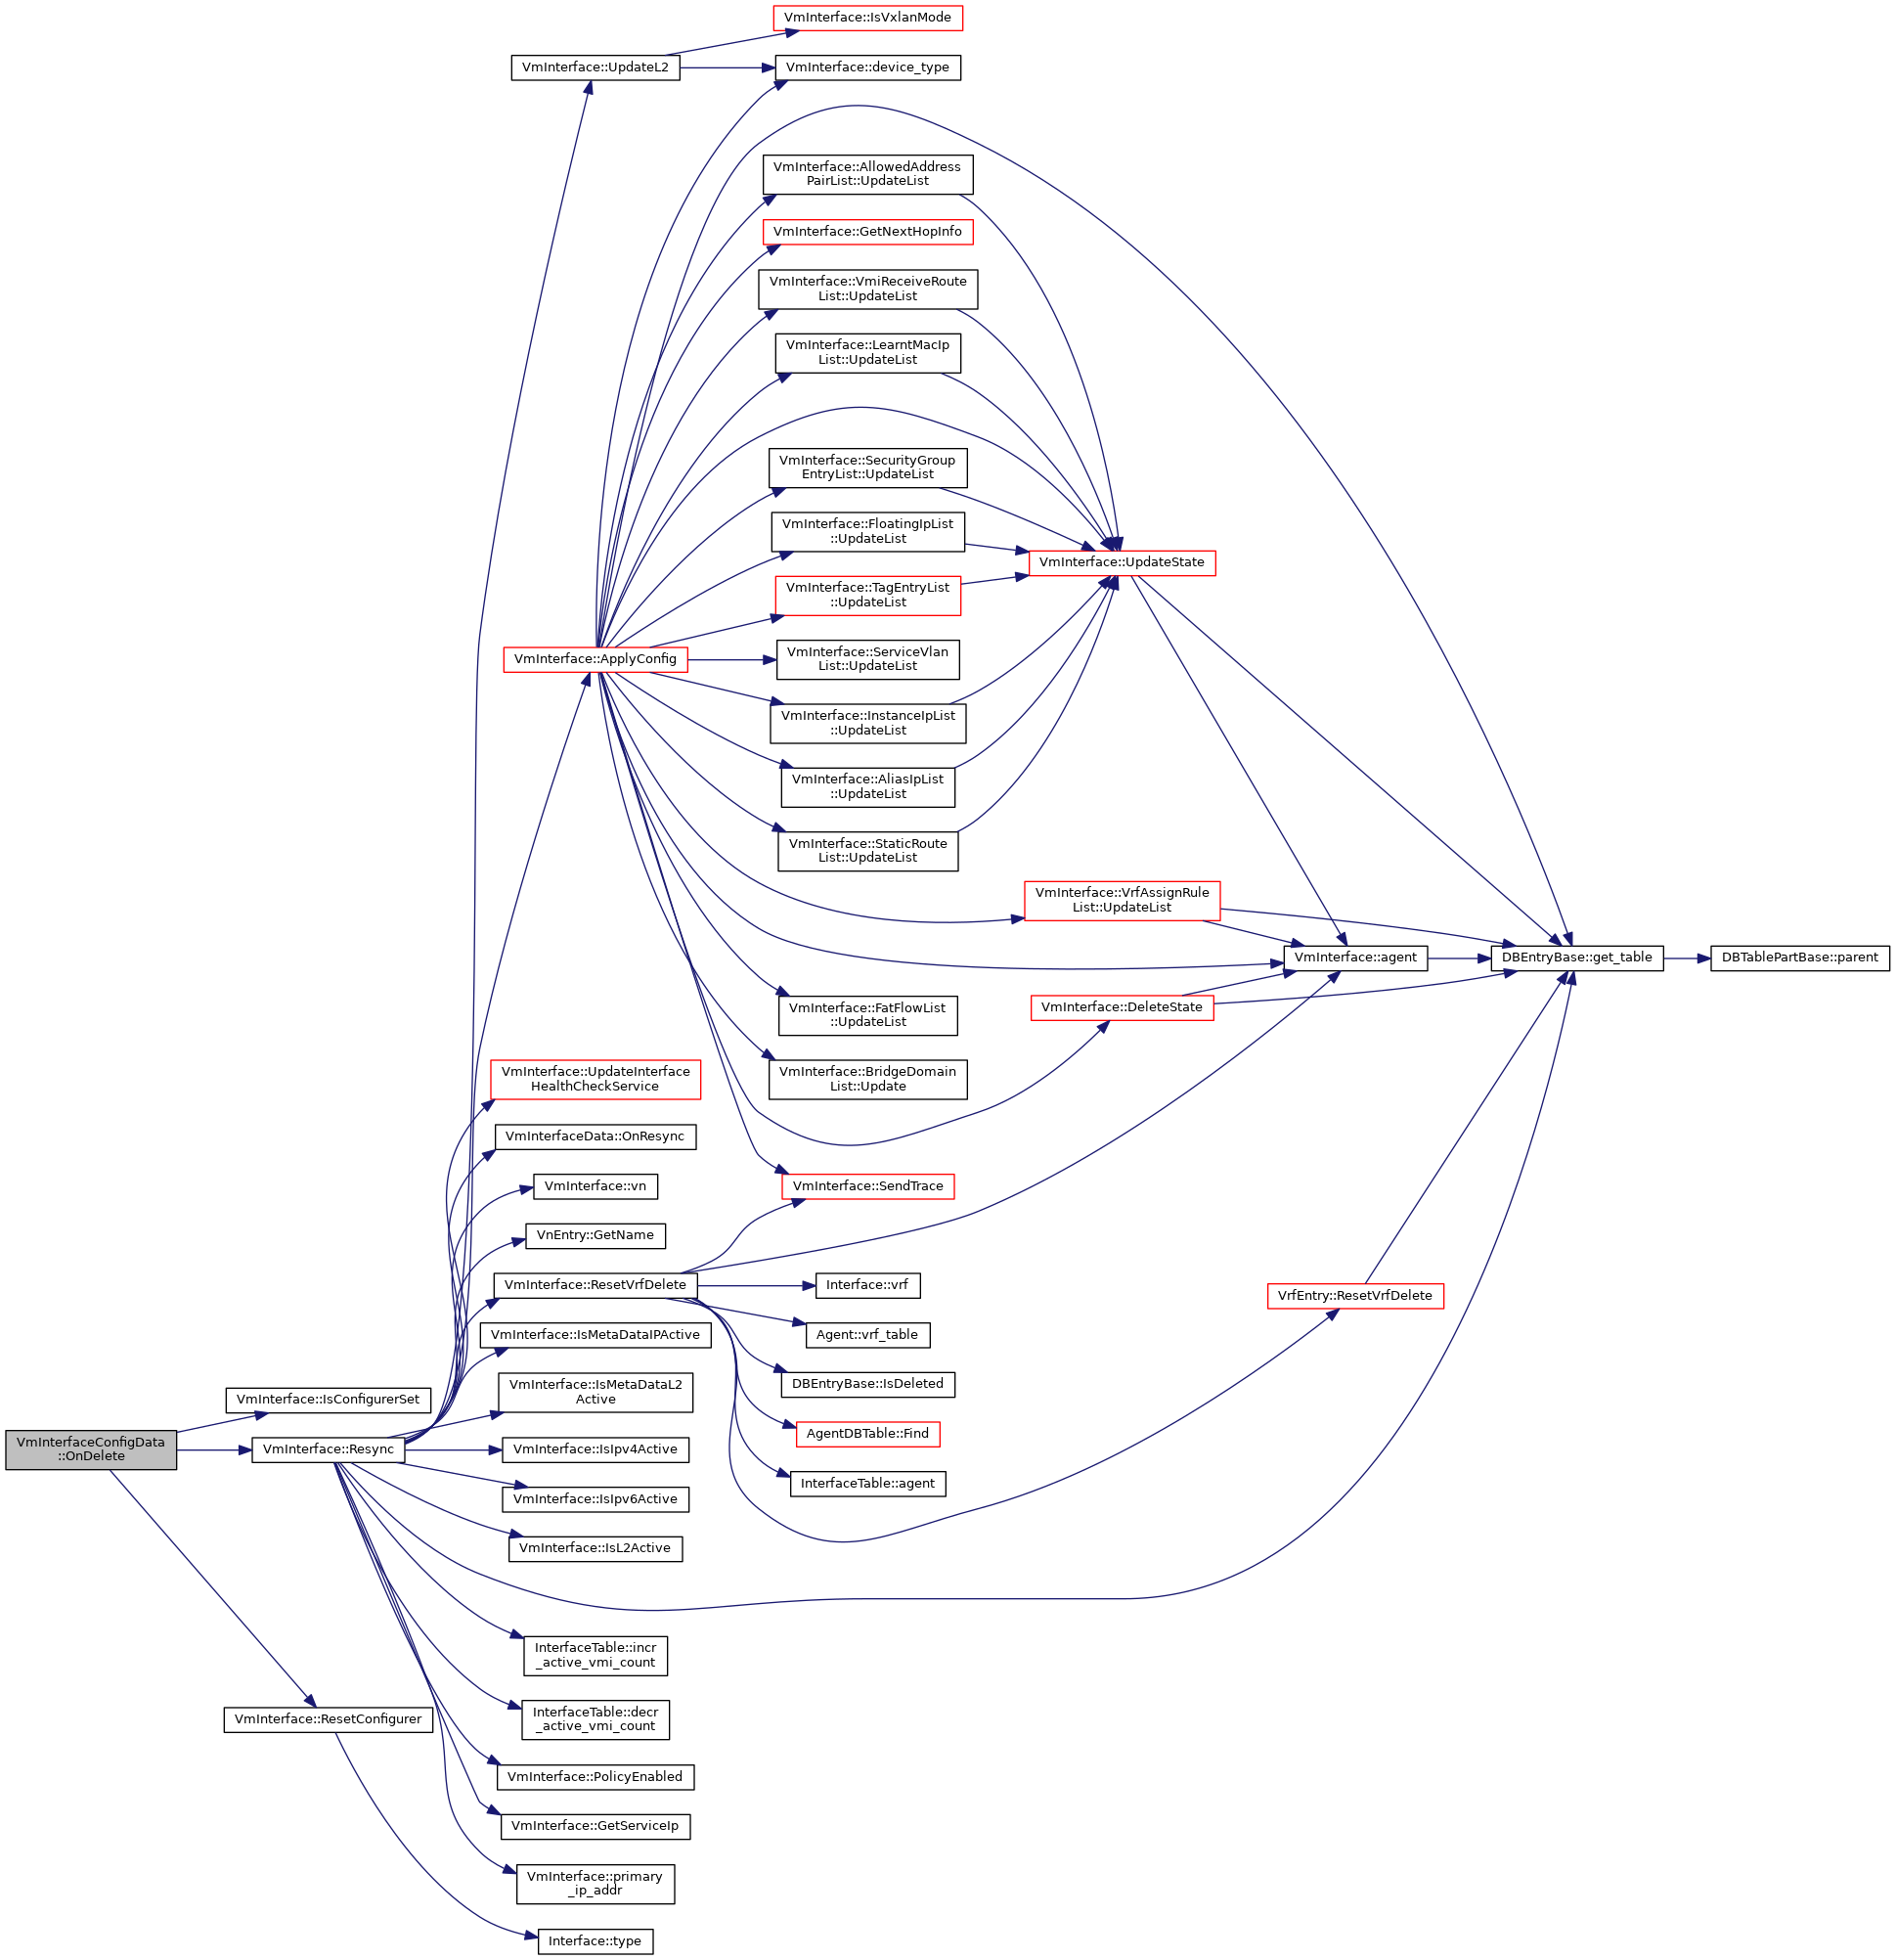 VmInterface::IsVxlanMode
VmInterface::UpdateL2
VmInterface::device_type
VmInterface::AllowedAddress
PairList::UpdateList
VmInterface::GetNextHopInfo
VmInterface::VmiReceiveRoute
List::UpdateList
VmInterface::LearntMacIp
List::UpdateList
VmInterface::SecurityGroup
EntryList::UpdateList
VmInterface::FloatingIpList
::UpdateList
VmInterface::UpdateState
VmInterface::TagEntryList
::UpdateList
VmInterface::ApplyConfig
VmInterface::ServiceVlan
List::UpdateList
VmInterface::InstanceIpList
::UpdateList
VmInterface::AliasIpList
::UpdateList
VmInterface::StaticRoute
List::UpdateList
VmInterface::VrfAssignRule
List::UpdateList
VmInterface::agent
DBEntryBase::get_table
DBTablePartBase::parent
VmInterface::DeleteState
VmInterface::FatFlowList
::UpdateList
VmInterface::UpdateInterface
HealthCheckService
VmInterface::BridgeDomain
List::Update
VmInterfaceData::OnResync
VmInterface::vn
VmInterface::SendTrace
VnEntry::GetName
VmInterface::ResetVrfDelete
Interface::vrf
VrfEntry::ResetVrfDelete
VmInterface::IsMetaDataIPActive
Agent::vrf_table
VmInterface::IsConfigurerSet
VmInterface::IsMetaDataL2
Active
DBEntryBase::IsDeleted
AgentDBTable::Find
VmInterfaceConfigData
::OnDelete
VmInterface::Resync
VmInterface::IsIpv4Active
InterfaceTable::agent
VmInterface::IsIpv6Active
VmInterface::IsL2Active
InterfaceTable::incr
_active_vmi_count
VmInterface::ResetConfigurer
InterfaceTable::decr
_active_vmi_count
VmInterface::PolicyEnabled
VmInterface::GetServiceIp
VmInterface::primary
_ip_addr
Interface::type